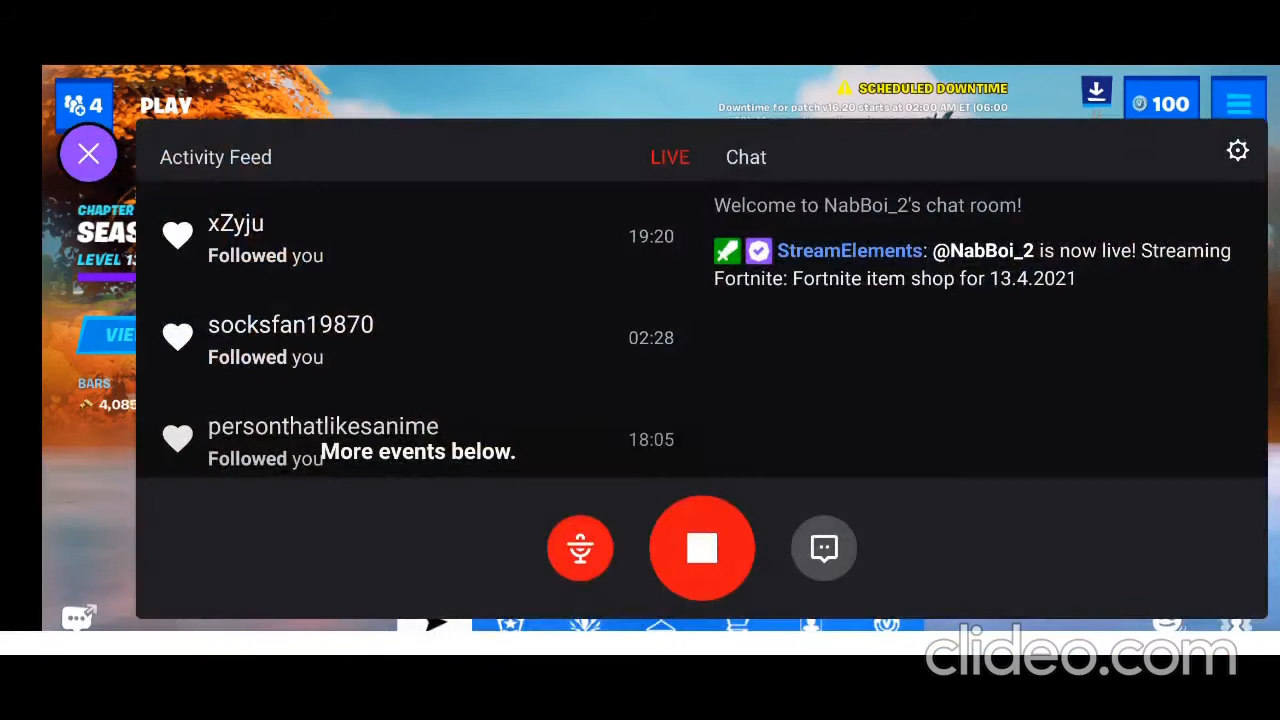 4
PLAY
SCHEDULED DOWNTIME
Downtime for patch v16.20 starts at 02:00 AM ET (06:00
100
Activity Feed
LIVE
Chat
CHAPTER
SEAS
LEVEL 13
xZyju
Followed you
19:20
Welcome to NabBoi_2's chat room!
StreamElements: @NabBoi_2 is now live! Streaming
Fortnite: Fortnite item shop for 13.4.2021
socksfan19870
Followed you
02:28
VIE
BARS
4,085
personthatlikesanime
Followed you
18:05
More events below.
clideo.com